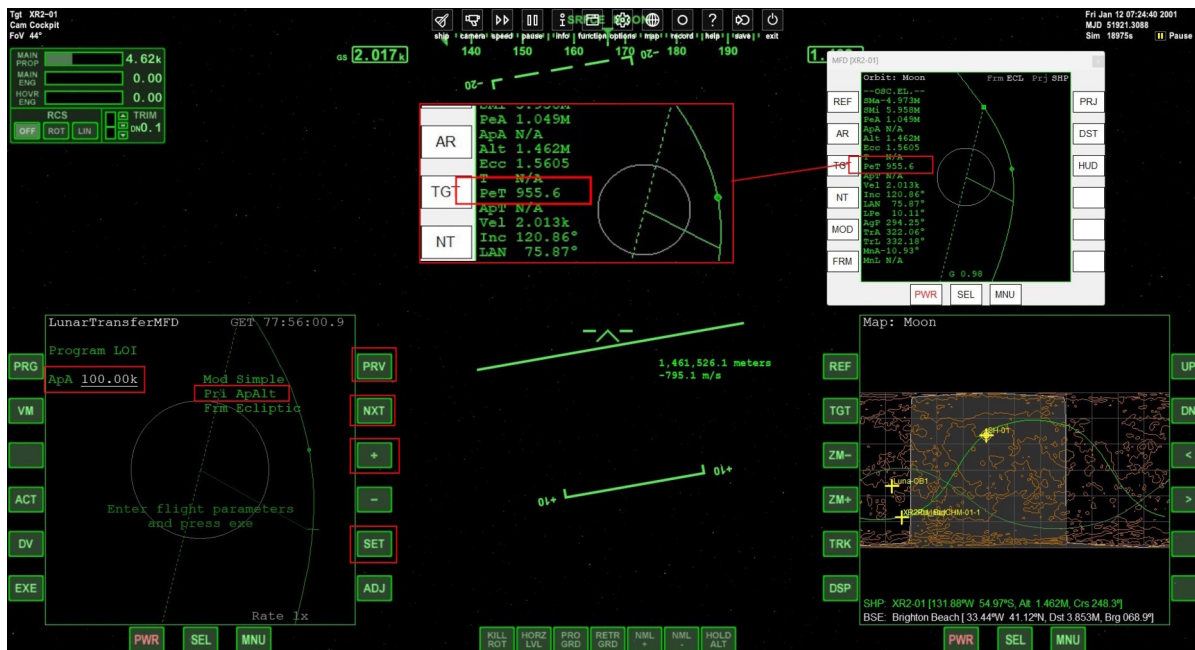 Tgt XR2-01
Cam Cockpit
FoV 44°
MAIN PROP 4.62k
MAIN ENG 0.00
HOVR ENG 0.00
RCS
OFF ROT LIN
TRIM
DN 0.1
ship camera speed pause info function options map record help save exit
140 150 160 170 180 190
GS 2.017k
-20 -20
Fri Jan 12 07:24:40 2001
MJD 51921.3088
Sim 18975s
Pause
AR
TGT
NT
PeA 1.049M
ApA N/A
Alt 1.462M
Ecc 1.5605
T N/A
PeT 955.6
ApT N/A
Vel 2.013k
Inc 120.86°
LAN 75.87°
MFD [XR2-01]
Orbit: Moon Frm ECL Prj SHP
REF
AR
TGT
NT
MOD
FRM
PRJ
DST
HUD
--OSC.EL.--
SMa-4.973M
SMi 5.958M
PeA 1.049M
ApA N/A
Alt 1.462M
Ecc 1.5605
T N/A
PeT 955.6
ApT N/A
Vel 2.013k
Inc 120.86°
LAN 75.87°
LPe 10.11°
AgP 294.25°
TrA 322.06°
TrL 332.18°
MnA-10.93°
MnL N/A
G 0.98
PWR SEL MNU
1,461,526.1 meters
-795.1 m/s
+10 +10
LunarTransferMFD GET 77:56:00.9
Program LOI
ApA 100.00k
Mod Simple
Pri ApAlt
Frm Ecliptic
Enter flight parameters
and press exe
Rate 1x
PRG
VM
ACT
DV
EXE
PRV
NXT
+
-
SET
ADJ
PWR SEL MNU
KILL ROT
HORZ LVL
PRO GRD
RETR GRD
NML +
NML -
HOLD ALT
Map: Moon
REF
TGT
ZM-
ZM+
TRK
DSP
UP
DN
<
>
SH-01
Luna-OB1
SHP: XR2-01 [131.88°W 54.97°S, Alt 1.462M, Crs 248.3°]
BSE: Brighton Beach [ 33.44°W 41.12°N, Dst 3.853M, Brg 068.9°]
PWR SEL MNU